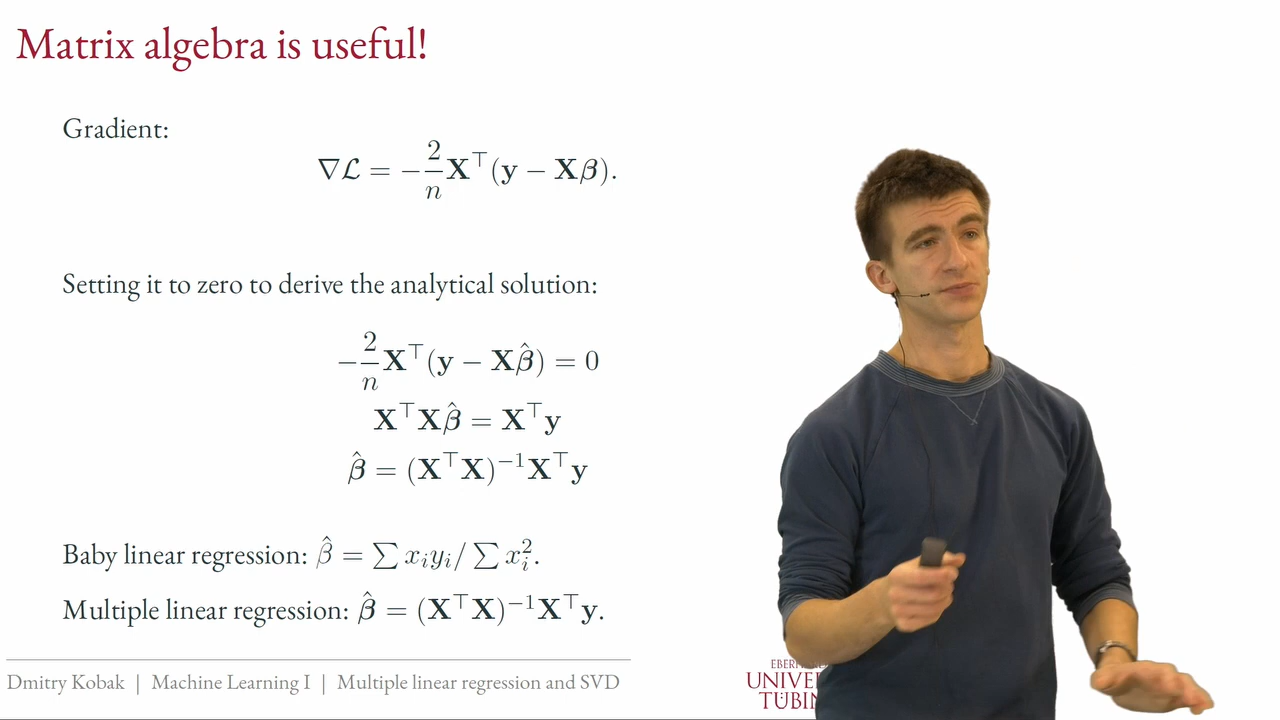 Matrix algebra is useful!
Gradient:
∇ℒ = −2/n X⊤(y − Xβ).
Setting it to zero to derive the analytical solution:
−2/n X⊤(y − Xβ̂) = 0
X⊤Xβ̂ = X⊤y
β̂ = (X⊤X)⁻¹X⊤y
Baby linear regression: β̂ = ∑ xᵢyᵢ/ ∑ xᵢ².
Multiple linear regression: β̂ = (X⊤X)⁻¹X⊤y.
Dmitry Kobak | Machine Learning I | Multiple linear regression and SVD